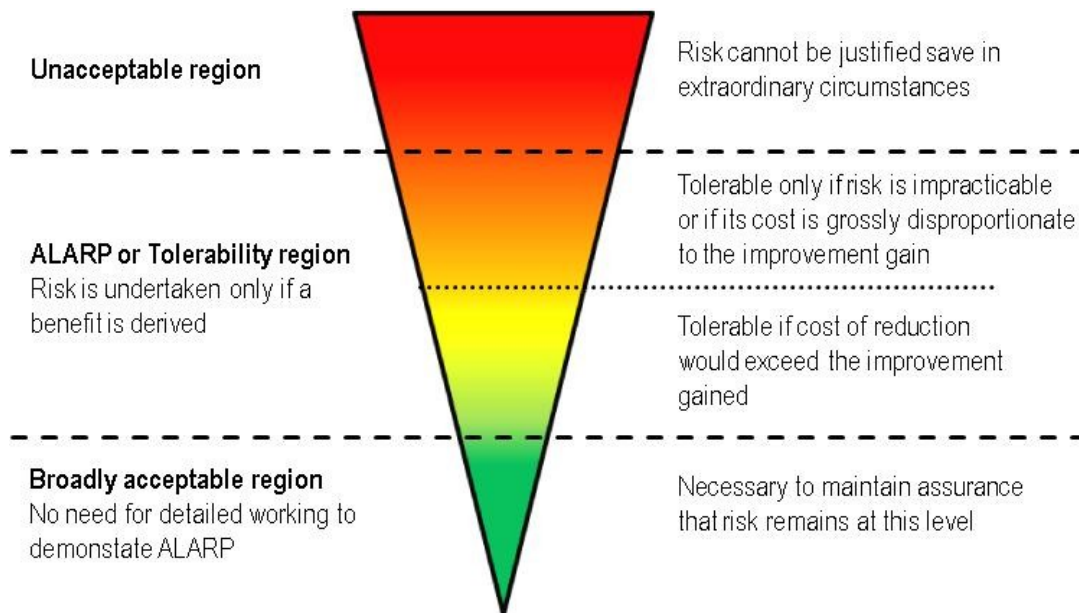 Unacceptable region
Risk cannot be justified save in
extraordinary circumstances
Tolerable only if risk is impracticable
or if its cost is grossly disproportionate
to the improvement gain
ALARP or Tolerability region
Risk is undertaken only if a
benefit is derived
Tolerable if cost of reduction
would exceed the improvement
gained
Broadly acceptable region
No need for detailed working to
demonstate ALARP
Necessary to maintain assurance
that risk remains at this level